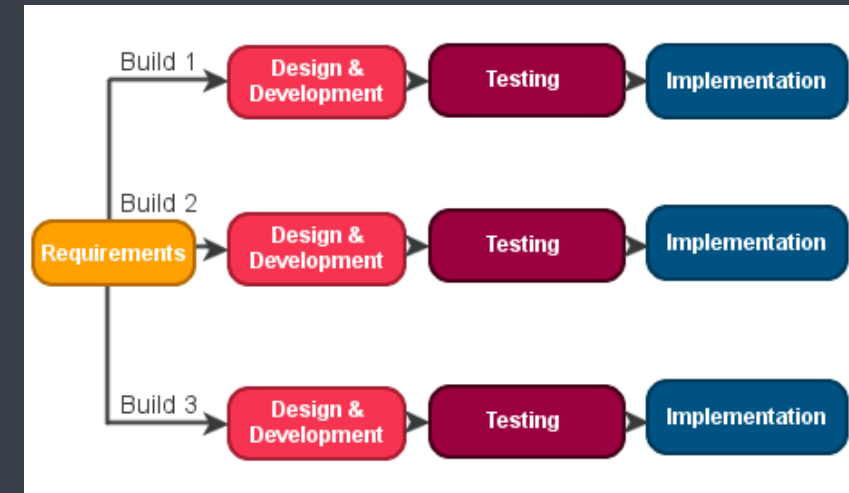 Build 1
Design &
Development
Testing
Implementation
Build 2
Requirements
Design &
Development
Testing
Implementation
Build 3
Design &
Development
Testing
Implementation